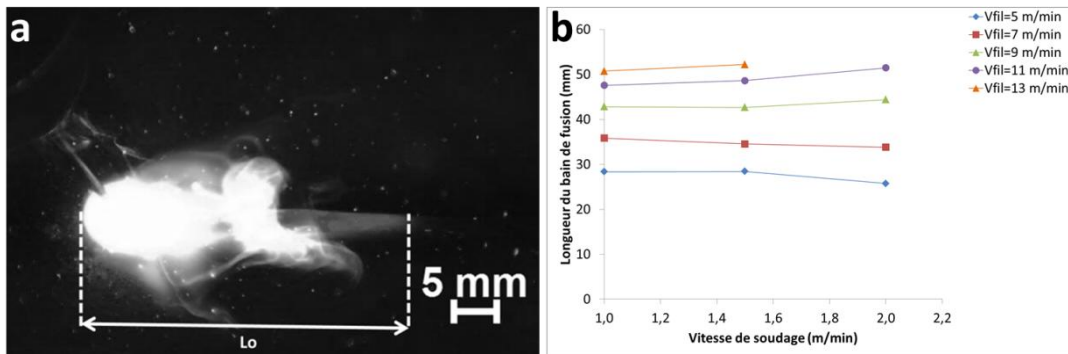 a
5 mm
Lo
b
Longueur du bain de fusion (mm)
60
50
40
30
20
10
0
1,0 1,2 1,4 1,6 1,8 2,0 2,2
Vitesse de soudage (m/min)
Vfil=5 m/min
Vfil=7 m/min
Vfil=9 m/min
Vfil=11 m/min
Vfil=13 m/min